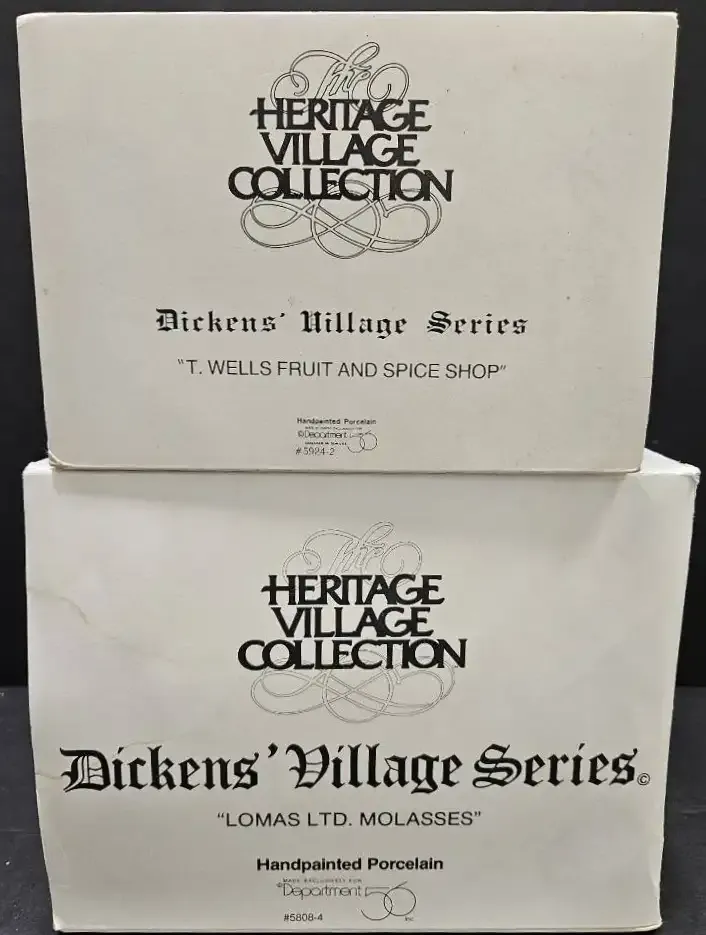 The
HERITAGE
VILLAGE
COLLECTION
Dickens' Village Series
"T. WELLS FRUIT AND SPICE SHOP"
Handpainted Porcelain
©Department 56
#5924-2
The
HERITAGE
VILLAGE
COLLECTION
Dickens' Village Series©
"LOMAS LTD. MOLASSES"
Handpainted Porcelain
MADE EXCLUSIVELY FOR
©Department 56 Inc.
#5808-4